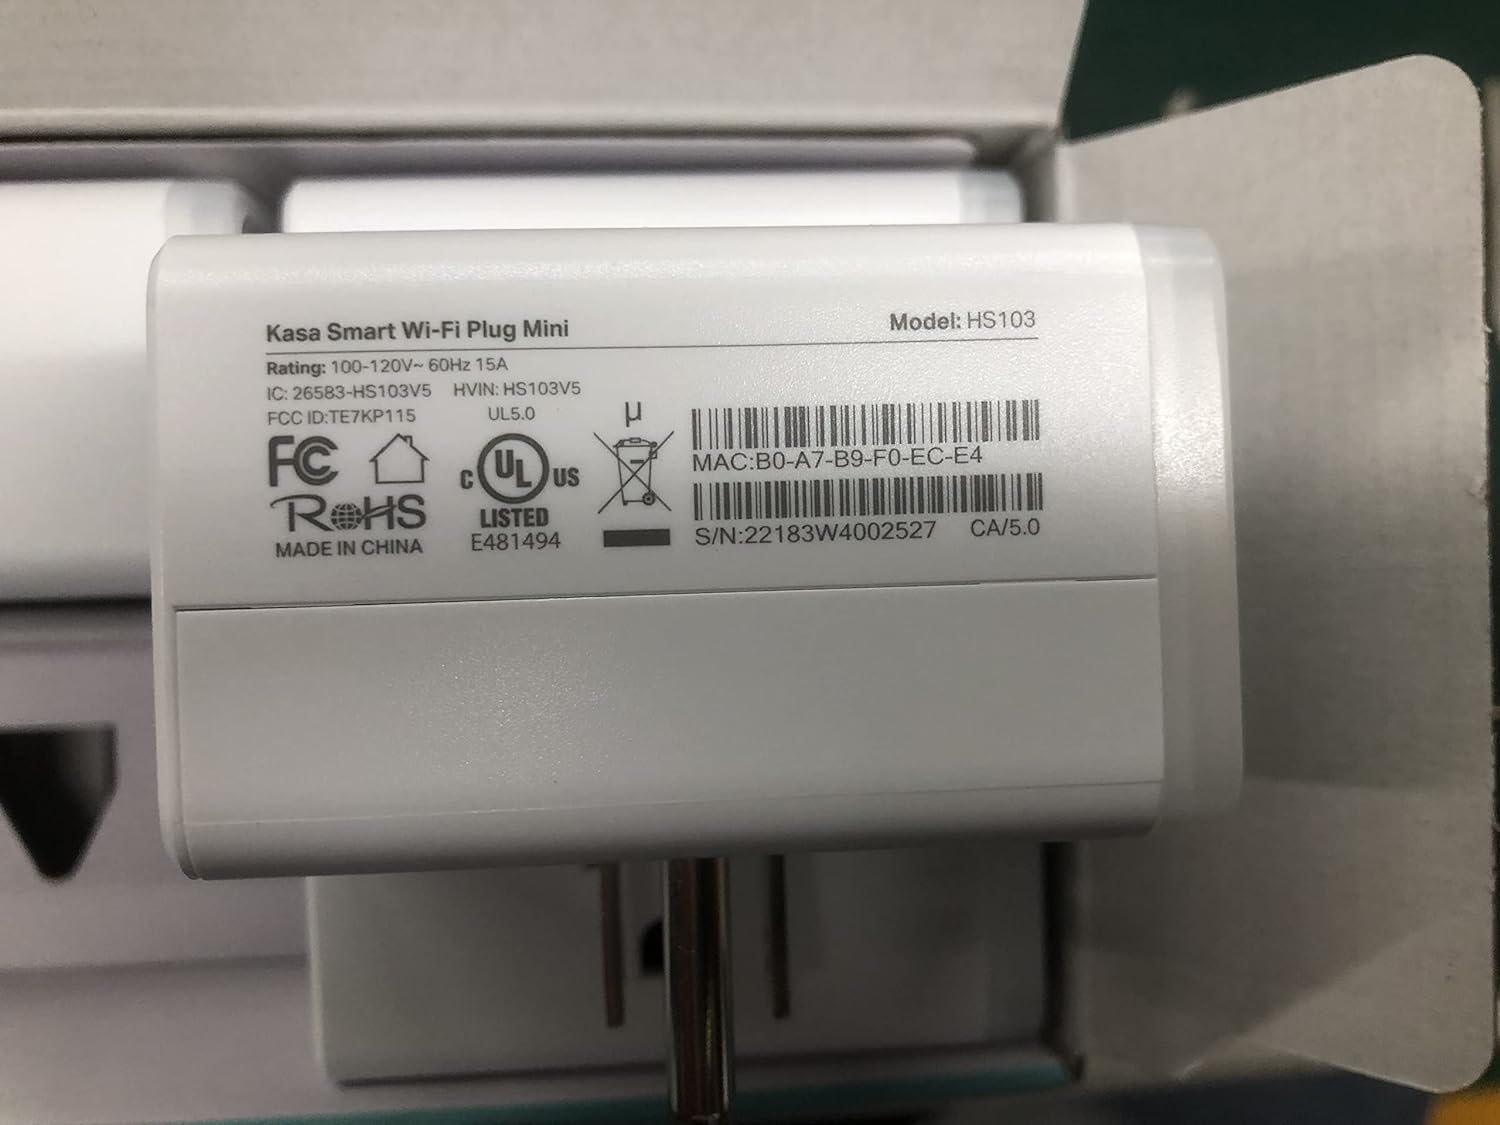 Kasa Smart Wi-Fi Plug Mini Model: HS103
Rating: 100-120V~ 60Hz 15A
IC: 26583-HS103V5 HVIN: HS103V5
FCC ID:TE7KP115 UL5.0
µ
FC
C UL US
LISTED
E481494
RoHS
MADE IN CHINA
MAC:B0-A7-B9-F0-EC-E4
S/N:22183W4002527 CA/5.0